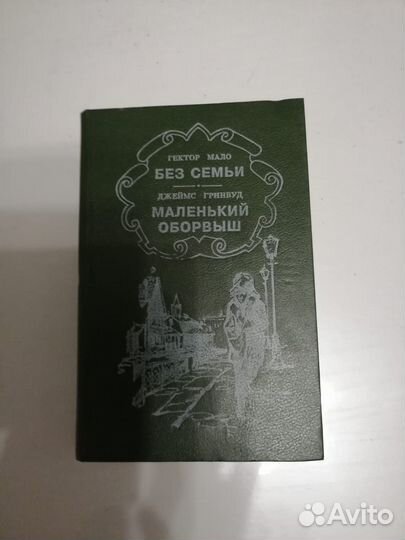 ГЕКТОР МАЛО
БЕЗ СЕМЬИ
ДЖЕЙМС ГРИНВУД
МАЛЕНЬКИЙ
ОБОРВЫШ
Avito